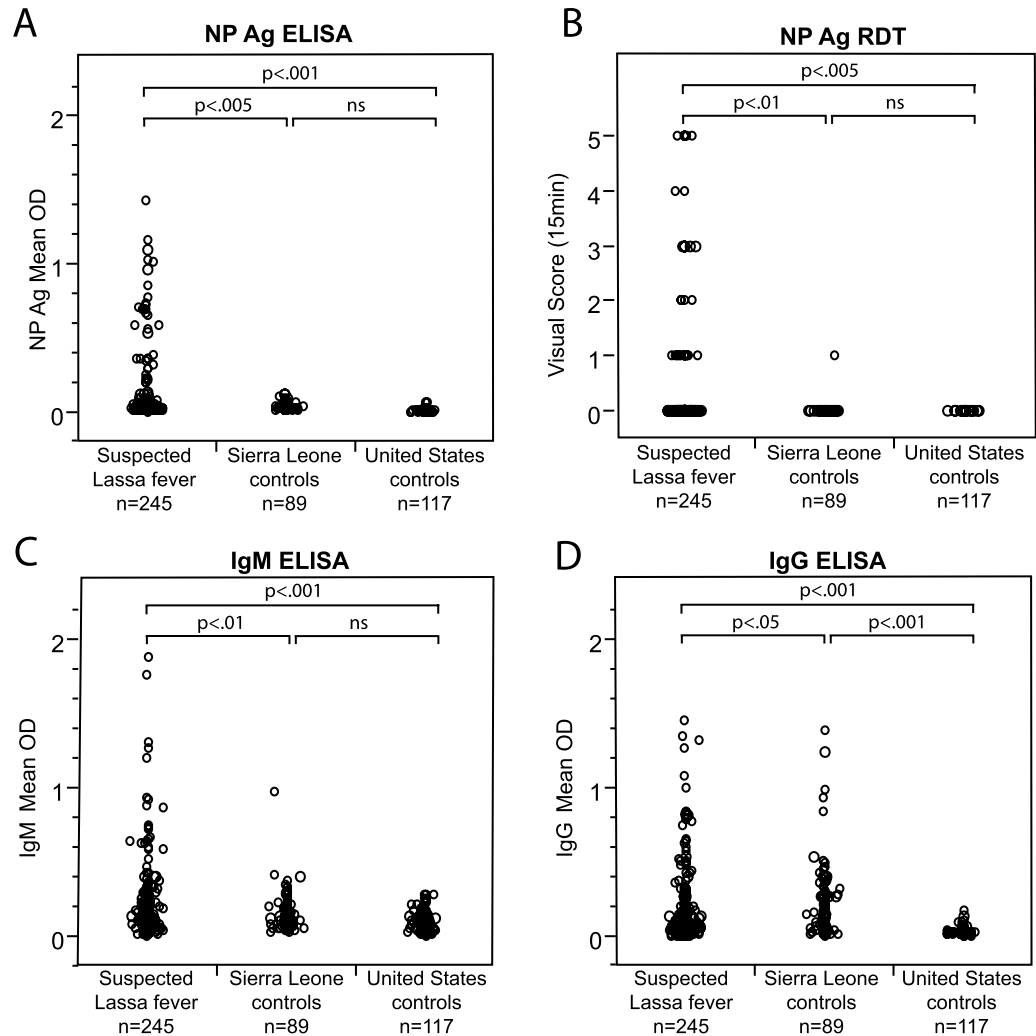 A
NP Ag ELISA
p<.001
p<.005
ns
NP Ag Mean OD
2
1
0
Suspected
Lassa fever
n=245
Sierra Leone
controls
n=89
United States
controls
n=117
B
NP Ag RDT
p<.005
p<.01
ns
Visual Score (15min)
5
4
3
2
1
0
Suspected
Lassa fever
n=245
Sierra Leone
controls
n=89
United States
controls
n=117
C
IgM ELISA
p<.001
p<.01
ns
IgM Mean OD
2
1
0
Suspected
Lassa fever
n=245
Sierra Leone
controls
n=89
United States
controls
n=117
D
IgG ELISA
p<.001
p<.05
p<.001
IgG Mean OD
2
1
0
Suspected
Lassa fever
n=245
Sierra Leone
controls
n=89
United States
controls
n=117